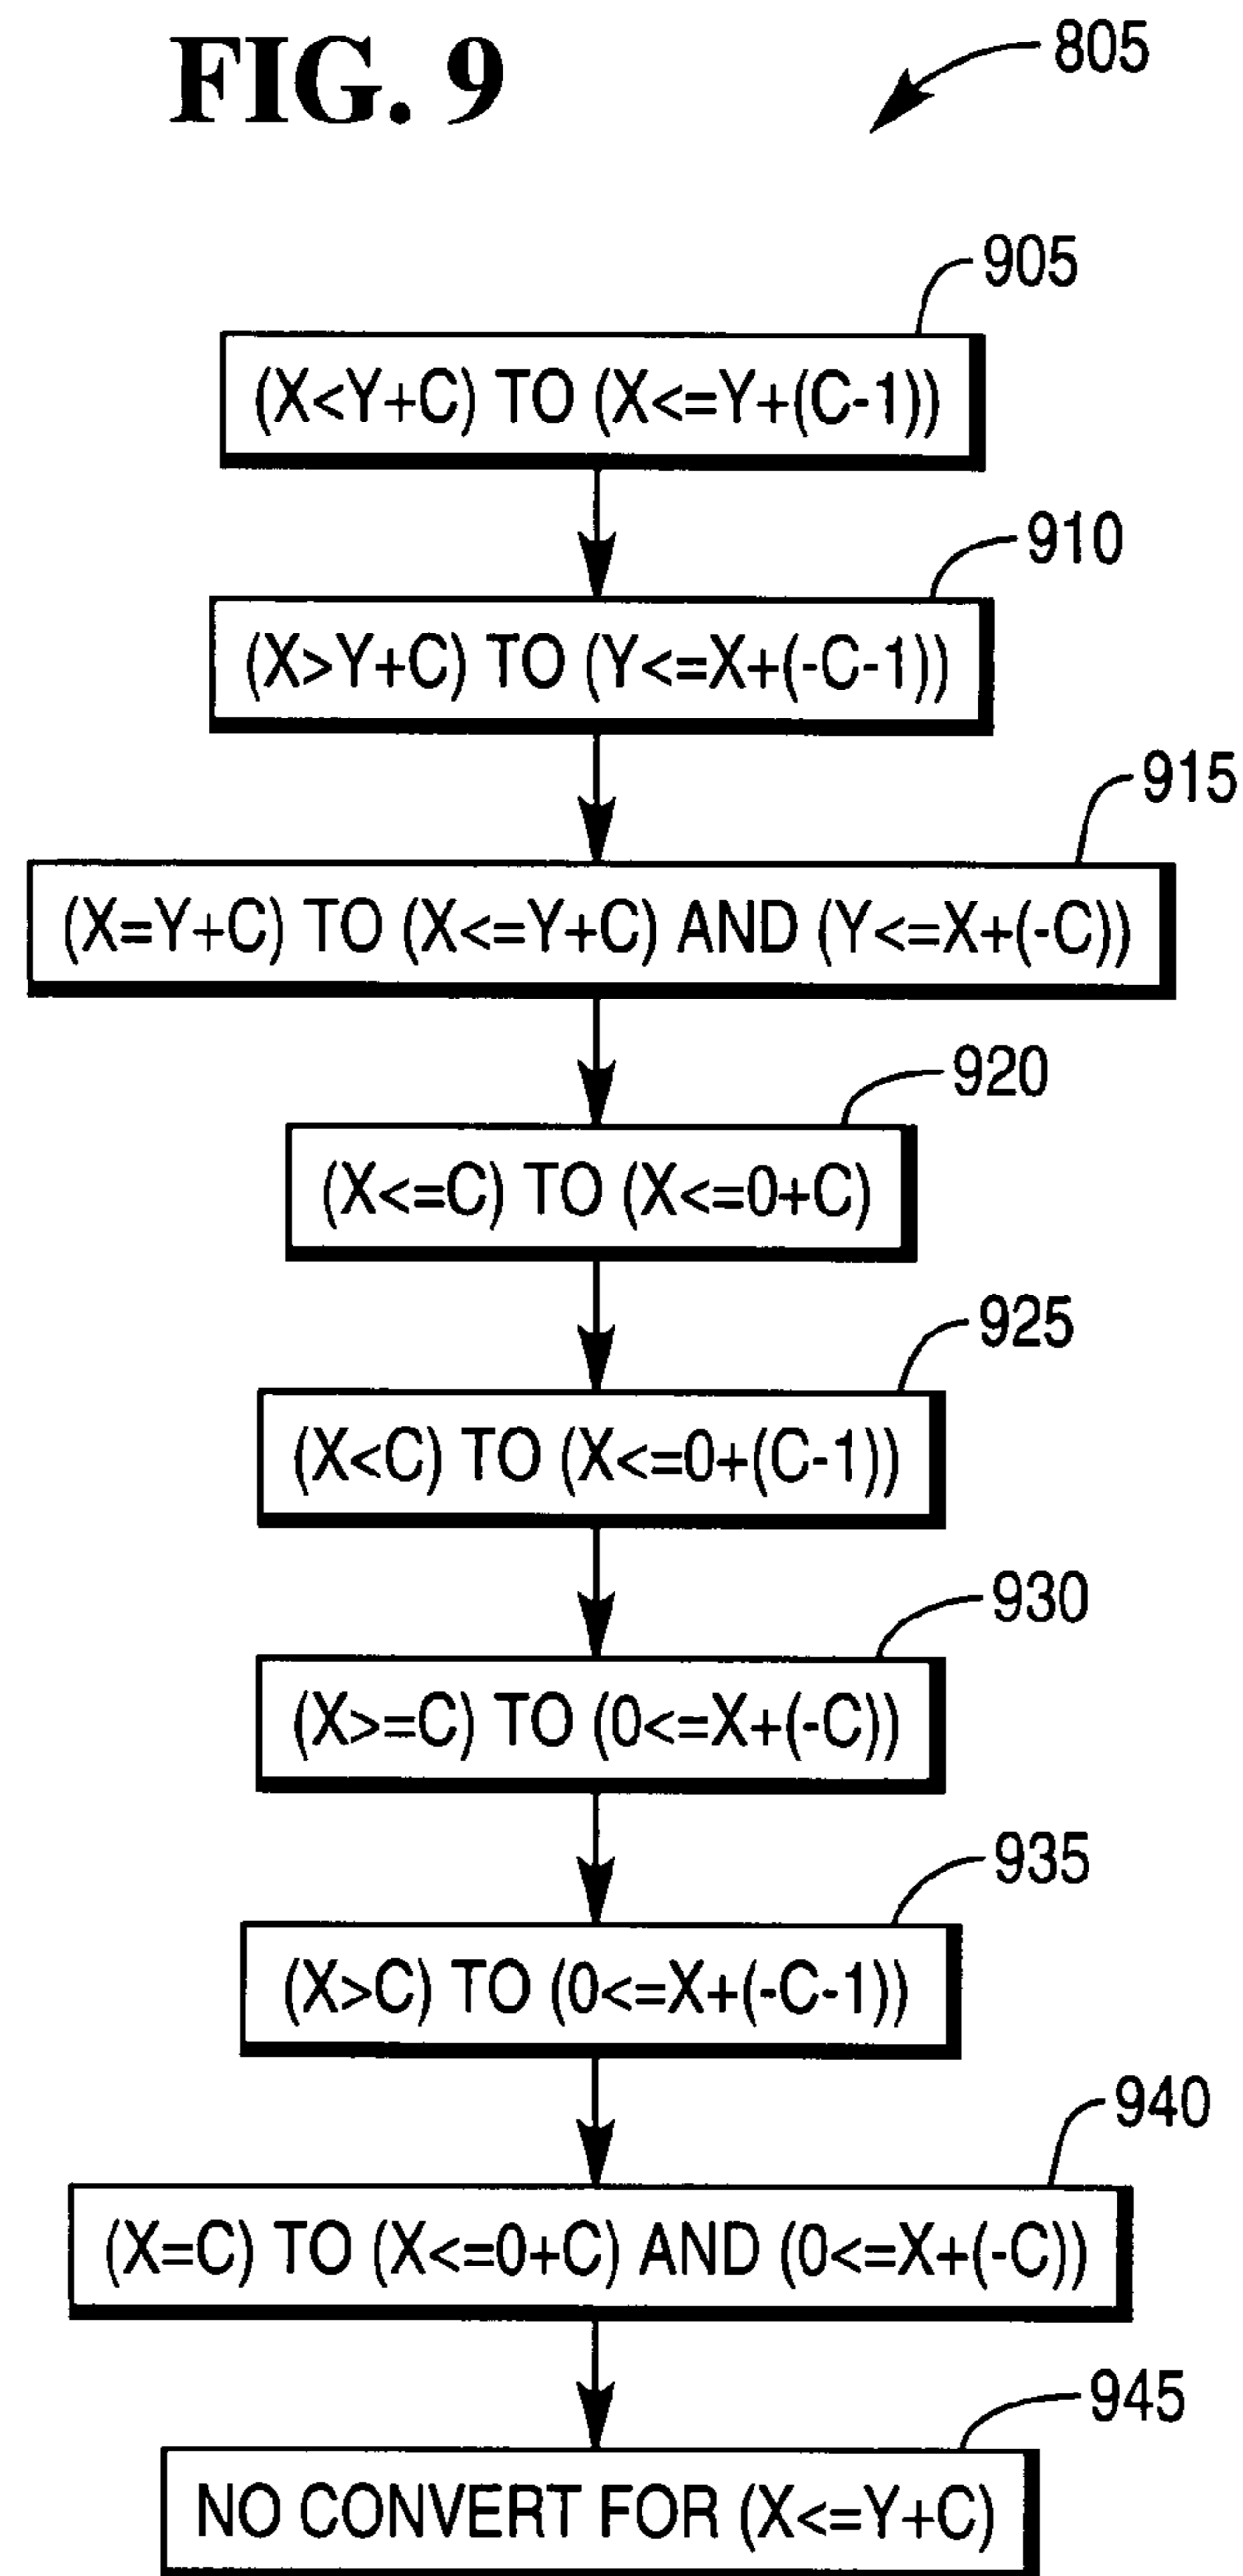 FIG. 9
805
905
(X<Y+C) TO (X<=Y+(C-1))
910
(X>Y+C) TO (Y<=X+(-C-1))
915
(X=Y+C) TO (X<=Y+C) AND (Y<=X+(-C))
920
(X<=C) TO (X<=0+C)
925
(X<C) TO (X<=0+(C-1))
930
(X>=C) TO (0<=X+(-C))
935
(X>C) TO (0<=X+(-C-1))
940
(X=C) TO (X<=0+C) AND (0<=X+(-C))
945
NO CONVERT FOR (X<=Y+C)